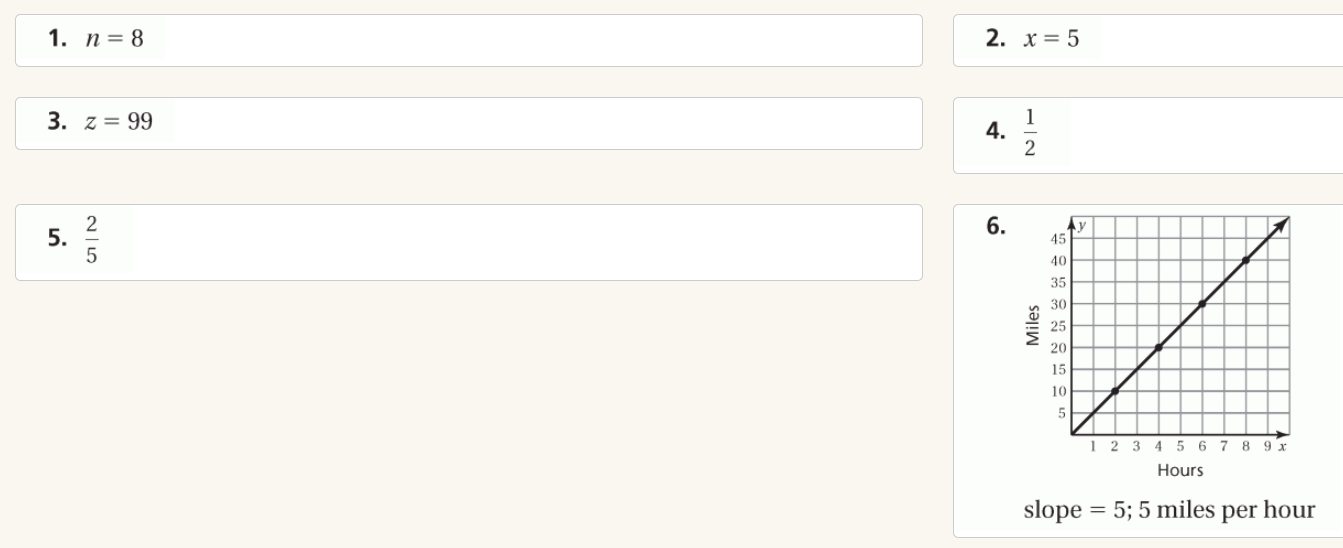 1. n = 8
2. x = 5
3. z = 99
4. 1/2
5. 2/5
6.
y
45
40
35
30
25
20
15
10
5
Miles
1 2 3 4 5 6 7 8 9 x
Hours
slope = 5; 5 miles per hour